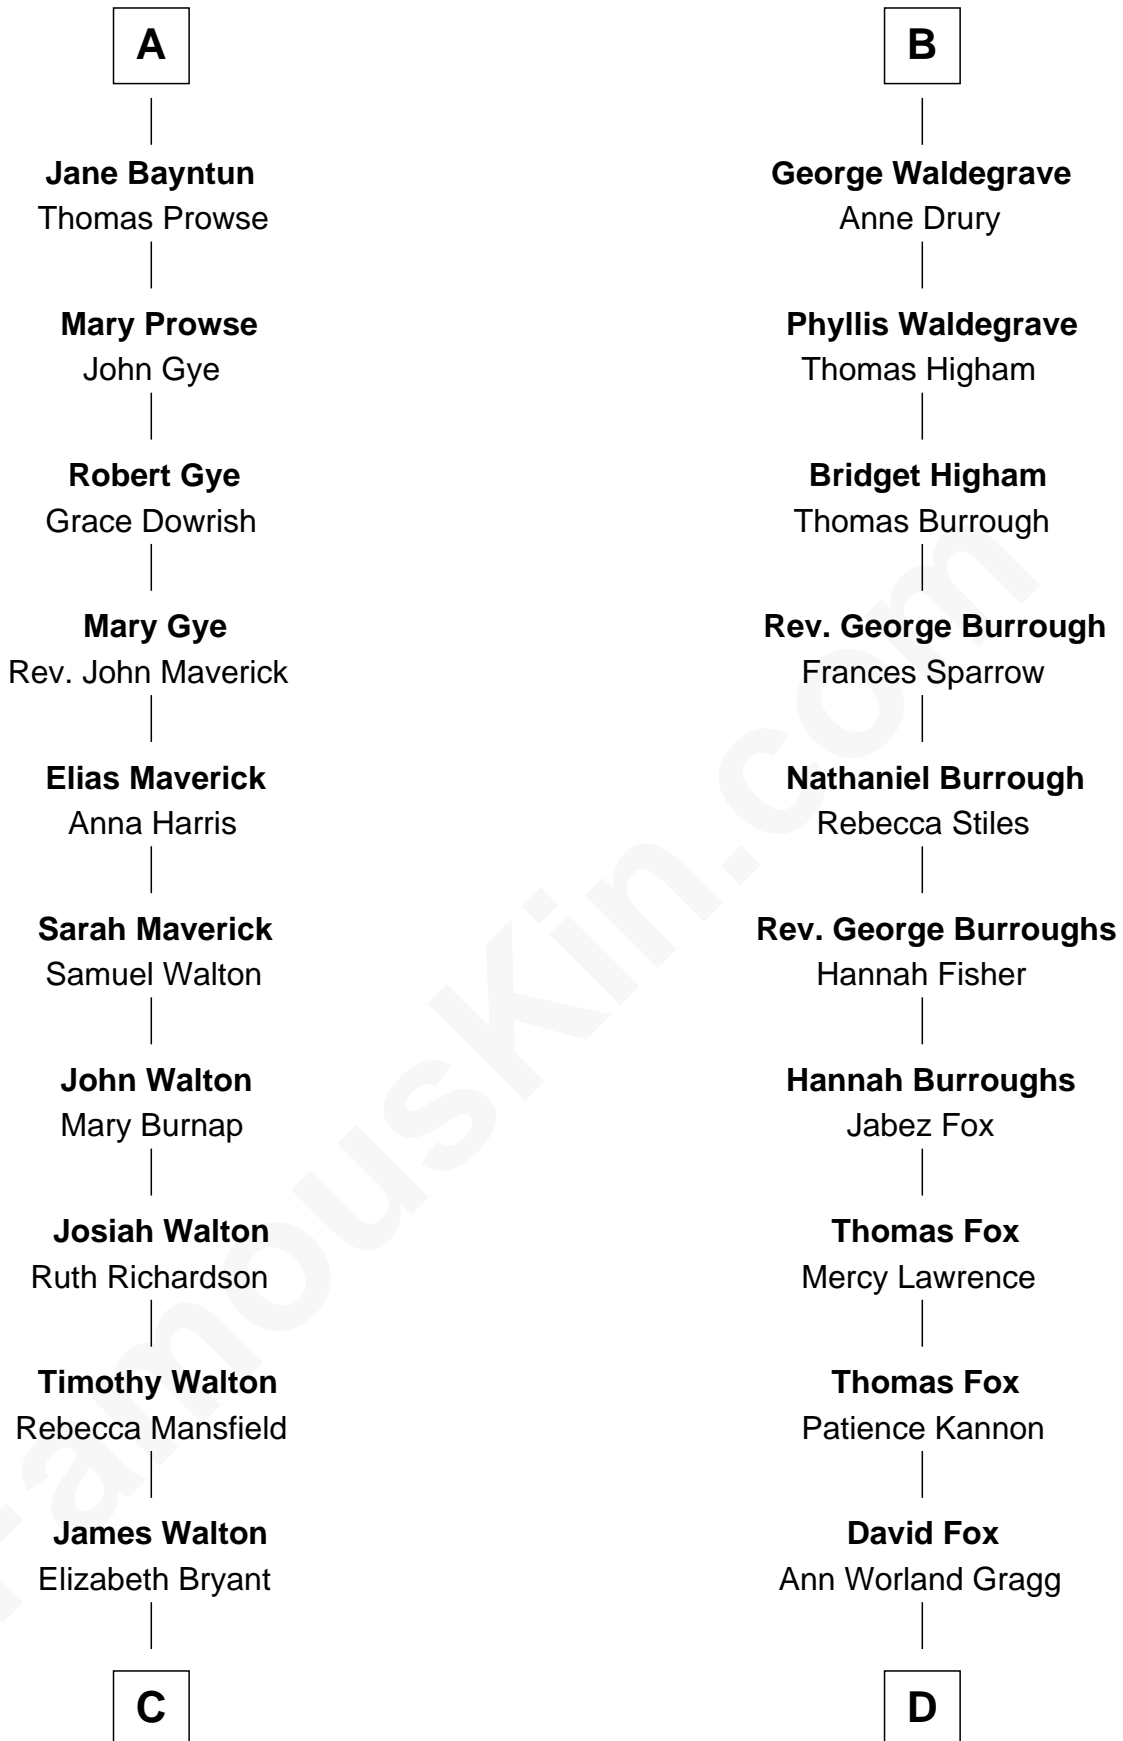 A
Jane Bayntun
Thomas Prowse
Mary Prowse
John Gye
Robert Gye
Grace Dowrish
Mary Gye
Rev. John Maverick
Elias Maverick
Anna Harris
Sarah Maverick
Samuel Walton
John Walton
Mary Burnap
Josiah Walton
Ruth Richardson
Timothy Walton
Rebecca Mansfield
James Walton
Elizabeth Bryant
C
B
George Waldegrave
Anne Drury
Phyllis Waldegrave
Thomas Higham
Bridget Higham
Thomas Burrough
Rev. George Burrough
Frances Sparrow
Nathaniel Burrough
Rebecca Stiles
Rev. George Burroughs
Hannah Fisher
Hannah Burroughs
Jabez Fox
Thomas Fox
Mercy Lawrence
Thomas Fox
Patience Kannon
David Fox
Ann Worland Gragg
D
FamousKin.com